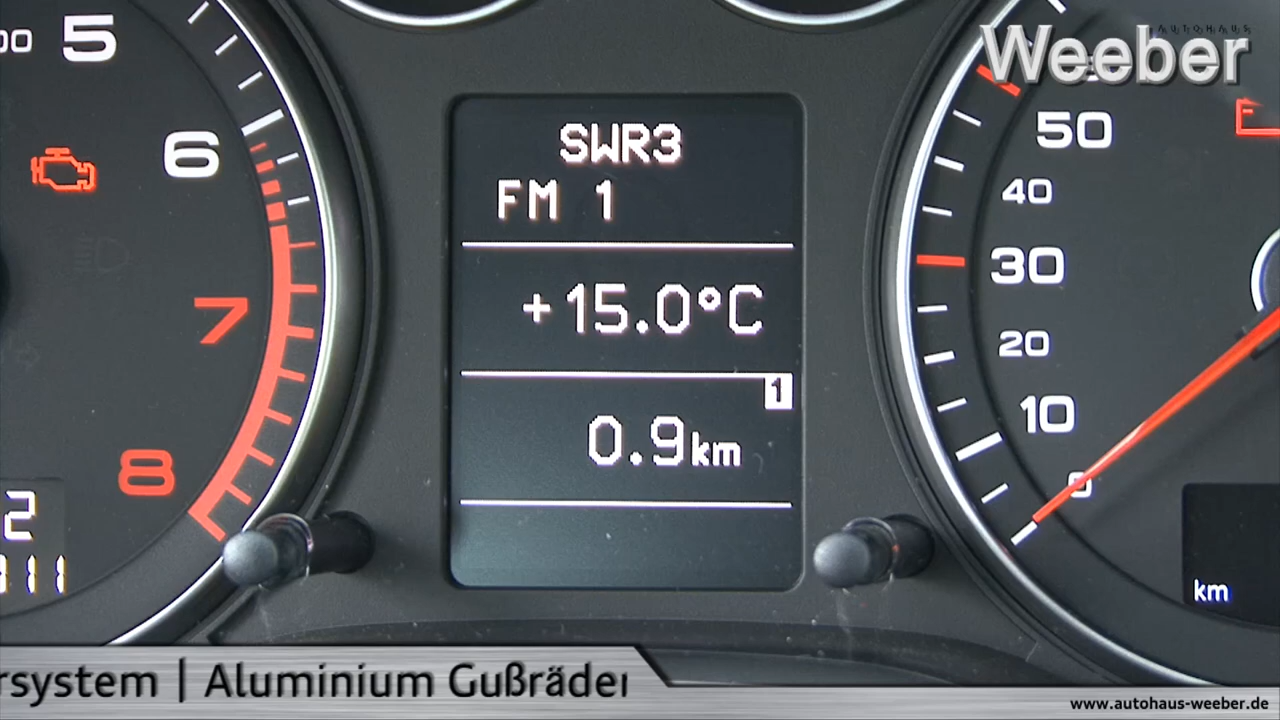 AUTOHAUS
Weeber
5
6
7
8
SWR3
FM 1
+15.0°C
1
0.9km
50
40
30
20
10
0
km
rsystem | Aluminium Gußräder
www.autohaus-weeber.de